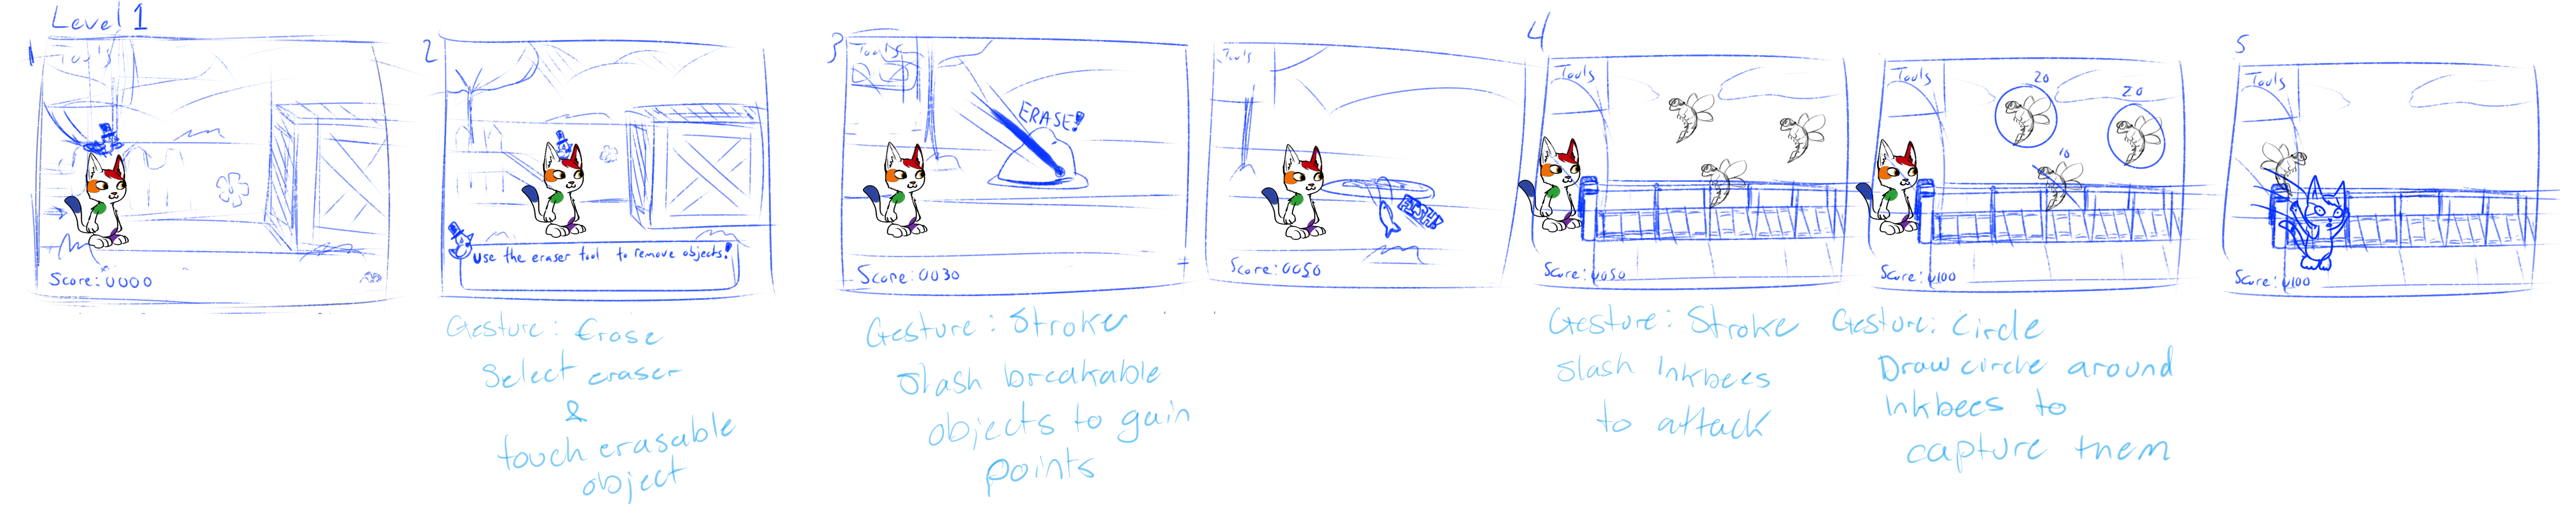 Level 1
1
Tools
Score: 0000
2
Use the eraser tool to remove objects!
Gesture: Erase
Select eraser
&
touch erasable
object
3
Tools
ERASE!
Score: 0030
Gesture: Stroke
Slash breakable
objects to gain
points
Tools
FISH!
Score: 0050
4
Tools
Score: 0050
Gesture: Stroke
Slash Inkbees
to attack
Tools
20
20
10
Score: 0100
Gesture: Circle
Draw circle around
Inkbees to
capture them
5
Tools
Score: 0100